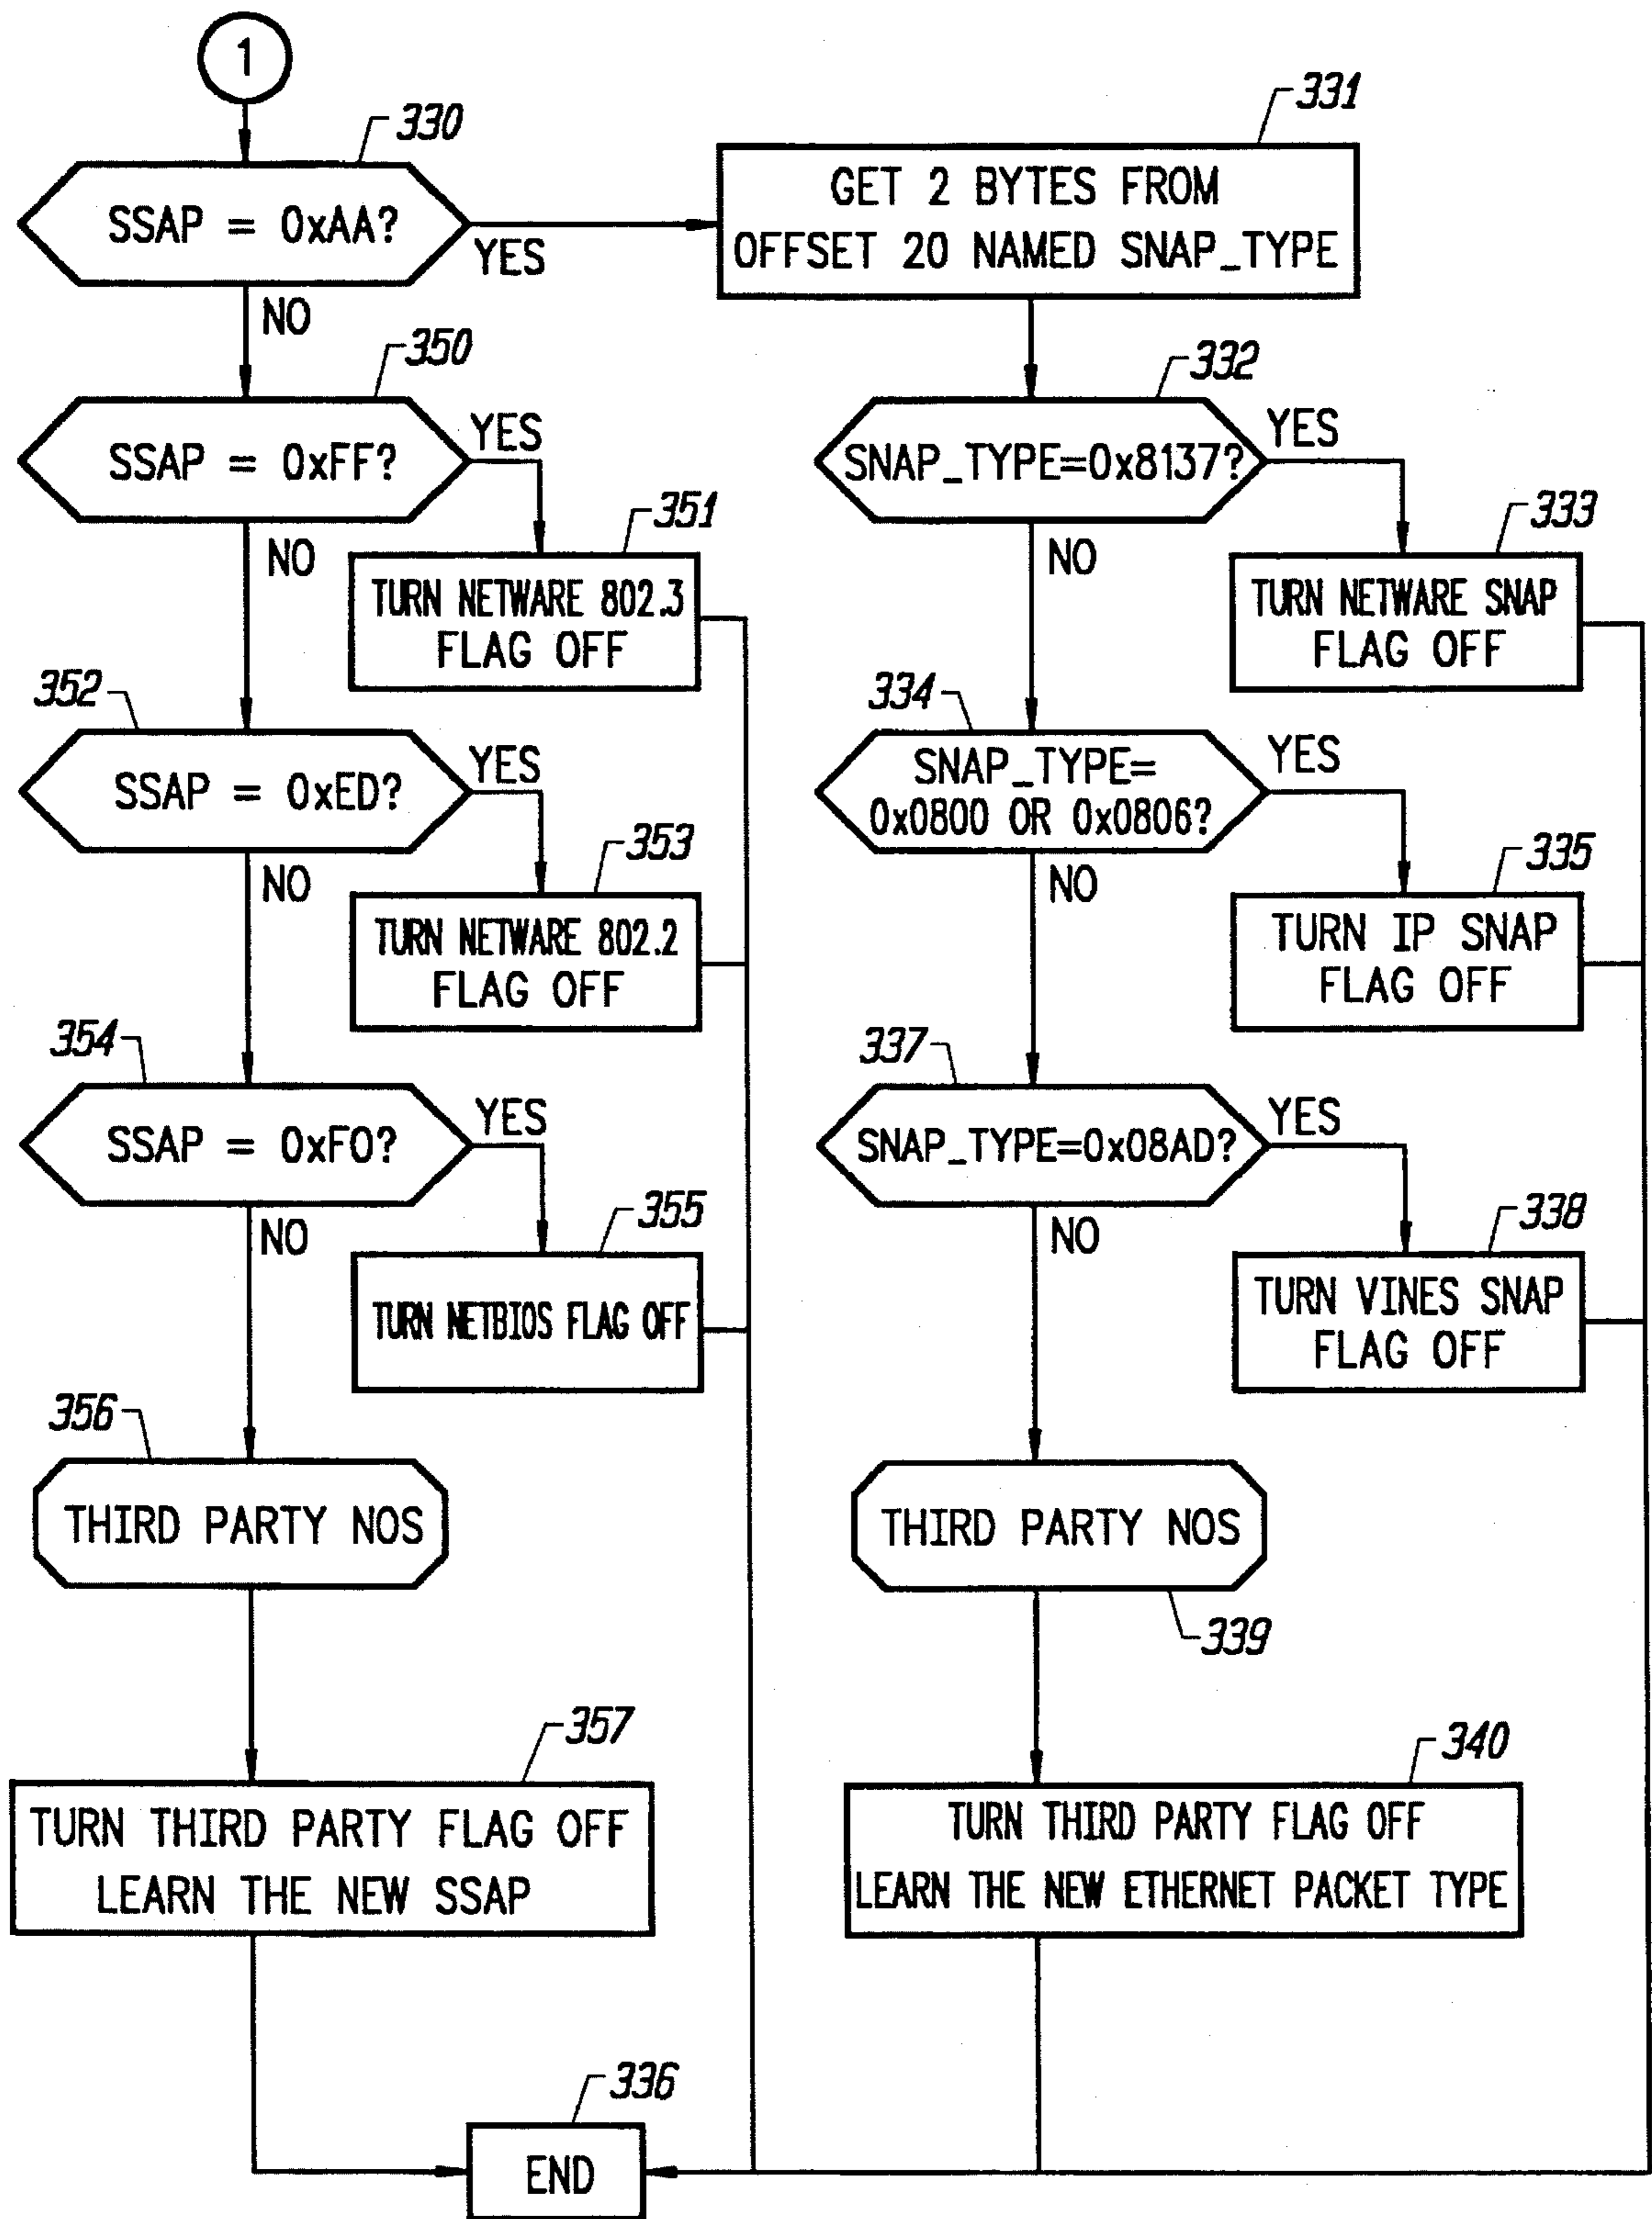 1
330
SSAP = 0xAA?
YES
NO
331
GET 2 BYTES FROM
OFFSET 20 NAMED SNAP_TYPE
350
SSAP = 0xFF?
YES
NO
351
TURN NETWARE 802.3
FLAG OFF
332
SNAP_TYPE=0x8137?
YES
NO
333
TURN NETWARE SNAP
FLAG OFF
352
SSAP = 0xED?
YES
NO
353
TURN NETWARE 802.2
FLAG OFF
334
SNAP_TYPE=
0x0800 OR 0x0806?
YES
NO
335
TURN IP SNAP
FLAG OFF
354
SSAP = 0xF0?
YES
NO
355
TURN NETBIOS FLAG OFF
337
SNAP_TYPE=0x08AD?
YES
NO
338
TURN VINES SNAP
FLAG OFF
356
THIRD PARTY NOS
THIRD PARTY NOS
339
357
TURN THIRD PARTY FLAG OFF
LEARN THE NEW SSAP
340
TURN THIRD PARTY FLAG OFF
LEARN THE NEW ETHERNET PACKET TYPE
336
END